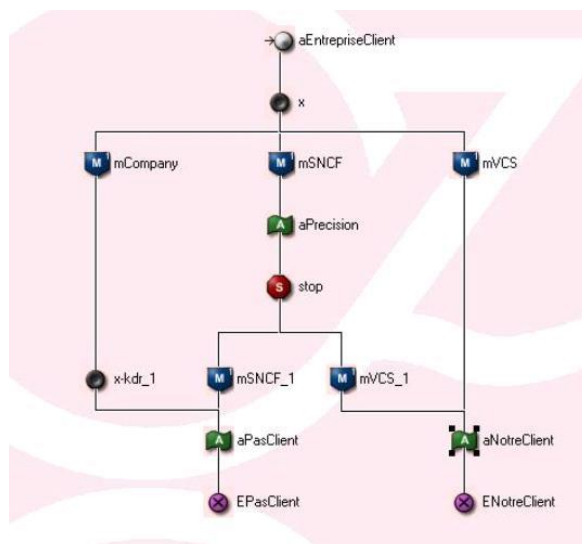 aEntrepriseClient
x
mCompany
mSNCF
mVCS
aPrecision
stop
x-kdr_1
mSNCF_1
mVCS_1
aPasClient
aNotreClient
EPasClient
ENotreClient